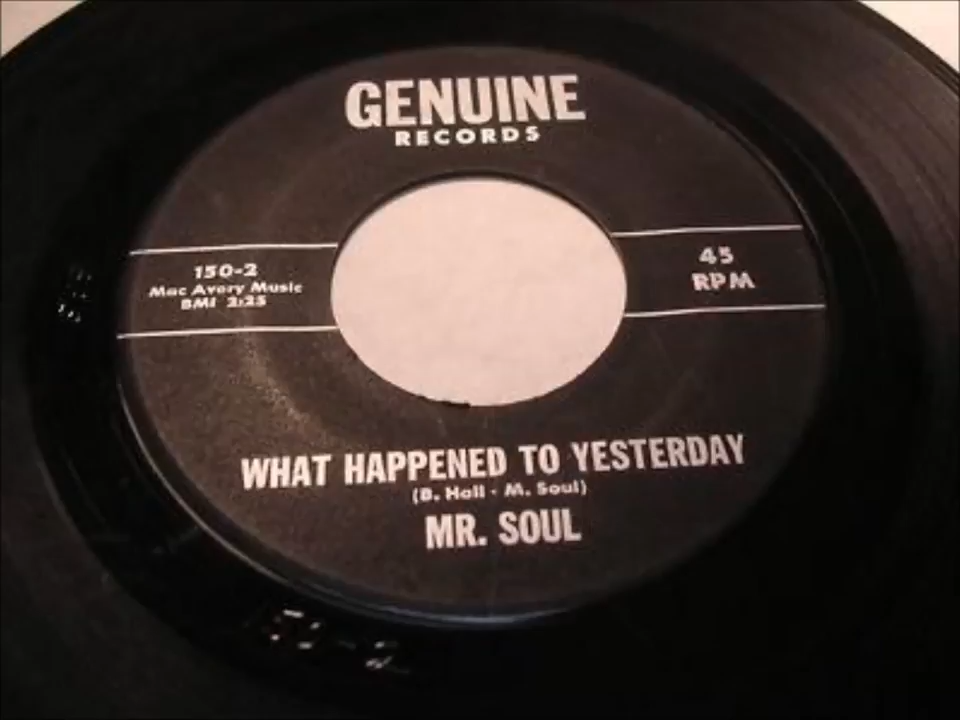 GENUINE
RECORDS
150-2
Mac Avory Music
BMI 2:25
45
RPM
WHAT HAPPENED TO YESTERDAY
(B. Hall - M. Soul)
MR. SOUL